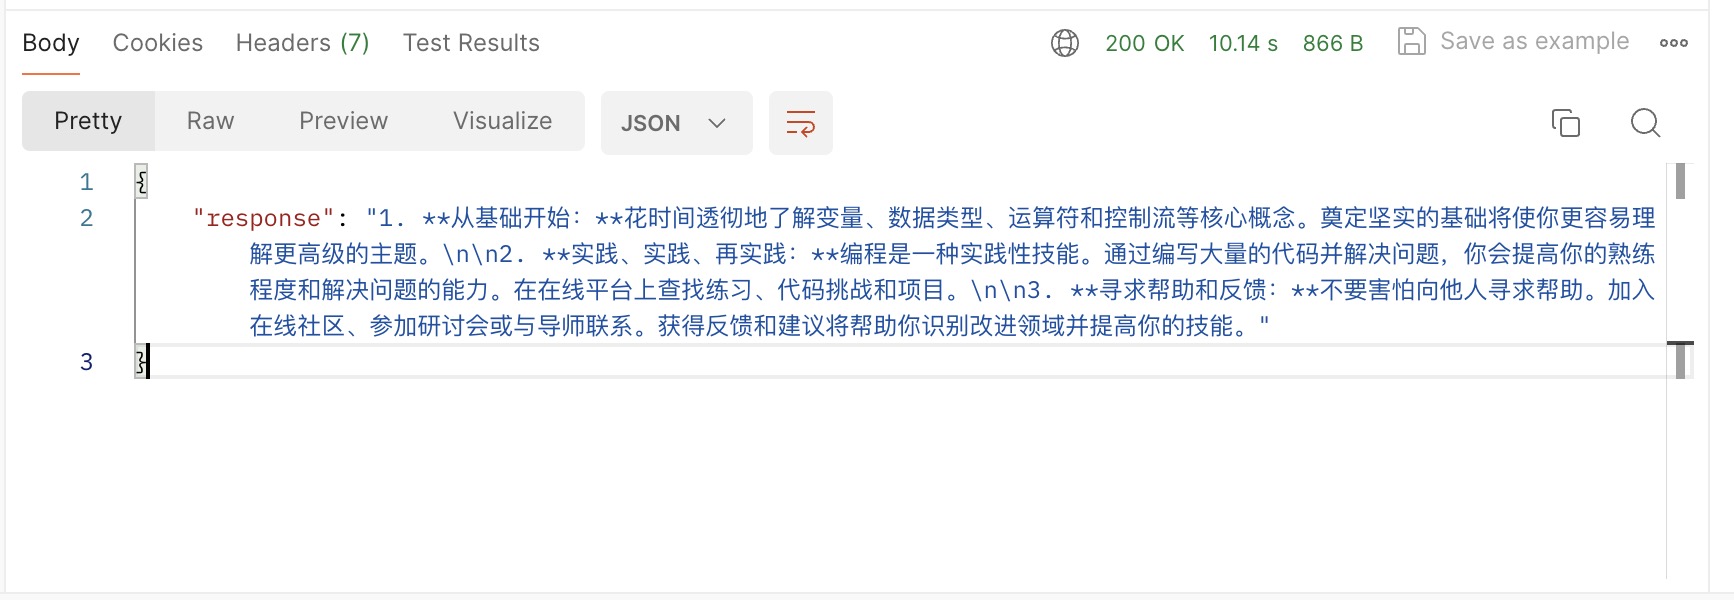 Body Cookies Headers (7) Test Results 200 OK 10.14 s 866 B Save as example
Pretty Raw Preview Visualize JSON
1 {
2 "response": "1. **从基础开始：**花时间透彻地了解变量、数据类型、运算符和控制流等核心概念。奠定坚实的基础将使你更容易理
解更高级的主题。\n\n2. **实践、实践、再实践：**编程是一种实践性技能。通过编写大量的代码并解决问题，你会提高你的熟练
程度和解决问题的能力。在在线平台上查找练习、代码挑战和项目。\n\n3. **寻求帮助和反馈：**不要害怕向他人寻求帮助。加入
在线社区、参加研讨会或与导师联系。获得反馈和建议将帮助你识别改进领域并提高你的技能。"
3 }